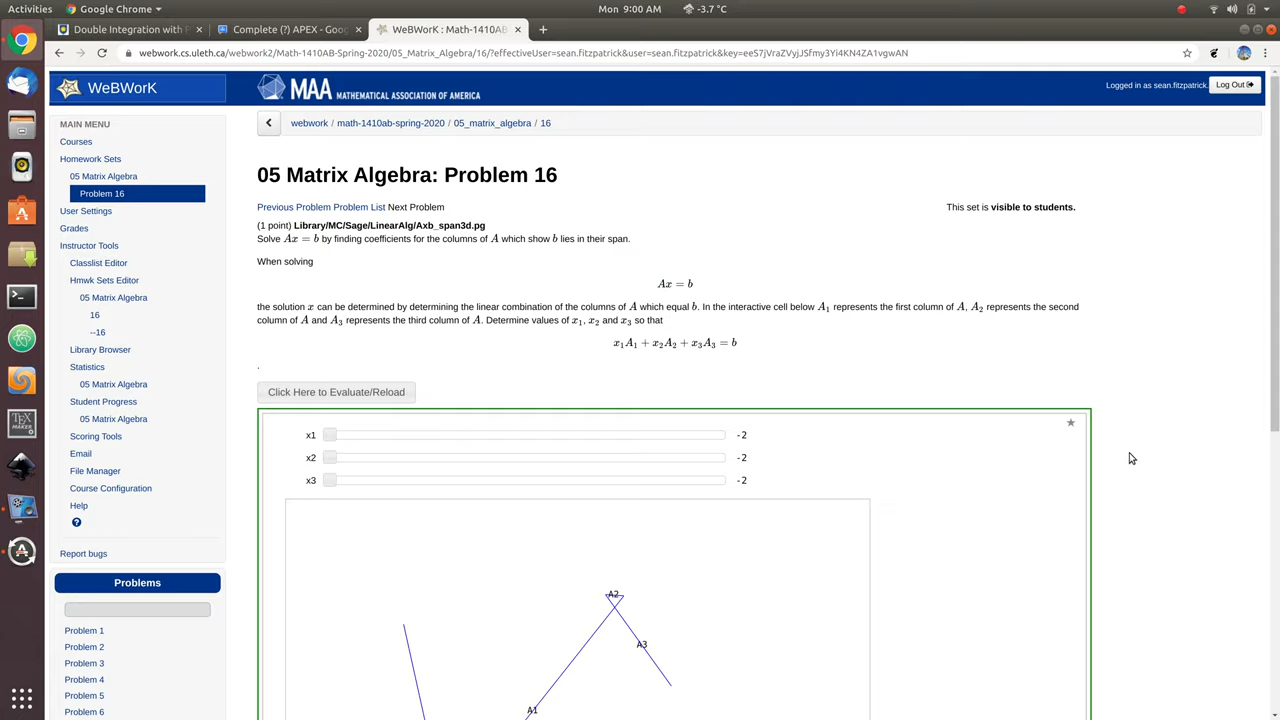 Activities Google Chrome Mon 9:00 AM -3.7°C
Double Integration with F × Complete (?) APEX - Goog × WeBWorK : Math-1410AB- ×
webwork.cs.uleth.ca/webwork2/Math-1410AB-Spring-2020/05_Matrix_Algebra/16/?effectiveUser=sean.fitzpatrick&user=sean.fitzpatrick&key=eeS7jVraZVyjJSfmy3Yi4KN4ZA1vgwAN
WeBWorK MAA MATHEMATICAL ASSOCIATION OF AMERICA Logged in as sean.fitzpatrick. Log Out
MAIN MENU
Courses
Homework Sets
05 Matrix Algebra
Problem 16
User Settings
Grades
Instructor Tools
Classlist Editor
Hmwk Sets Editor
05 Matrix Algebra
16
--16
Library Browser
Statistics
05 Matrix Algebra
Student Progress
05 Matrix Algebra
Scoring Tools
Email
File Manager
Course Configuration
Help
Report bugs
Problems
Problem 1
Problem 2
Problem 3
Problem 4
Problem 5
Problem 6
webwork / math-1410ab-spring-2020 / 05_matrix_algebra / 16
05 Matrix Algebra: Problem 16
Previous Problem Problem List Next Problem This set is visible to students.
(1 point) Library/MC/Sage/LinearAlg/Axb_span3d.pg
Solve Ax = b by finding coefficients for the columns of A which show b lies in their span.
When solving
Ax = b
the solution x can be determined by determining the linear combination of the columns of A which equal b. In the interactive cell below A₁ represents the first column of A, A₂ represents the second
column of A and A₃ represents the third column of A. Determine values of x₁, x₂ and x₃ so that
x₁A₁ + x₂A₂ + x₃A₃ = b
.
Click Here to Evaluate/Reload
x1 -2
x2 -2
x3 -2
A2
A3
A1
TEX
MAKER